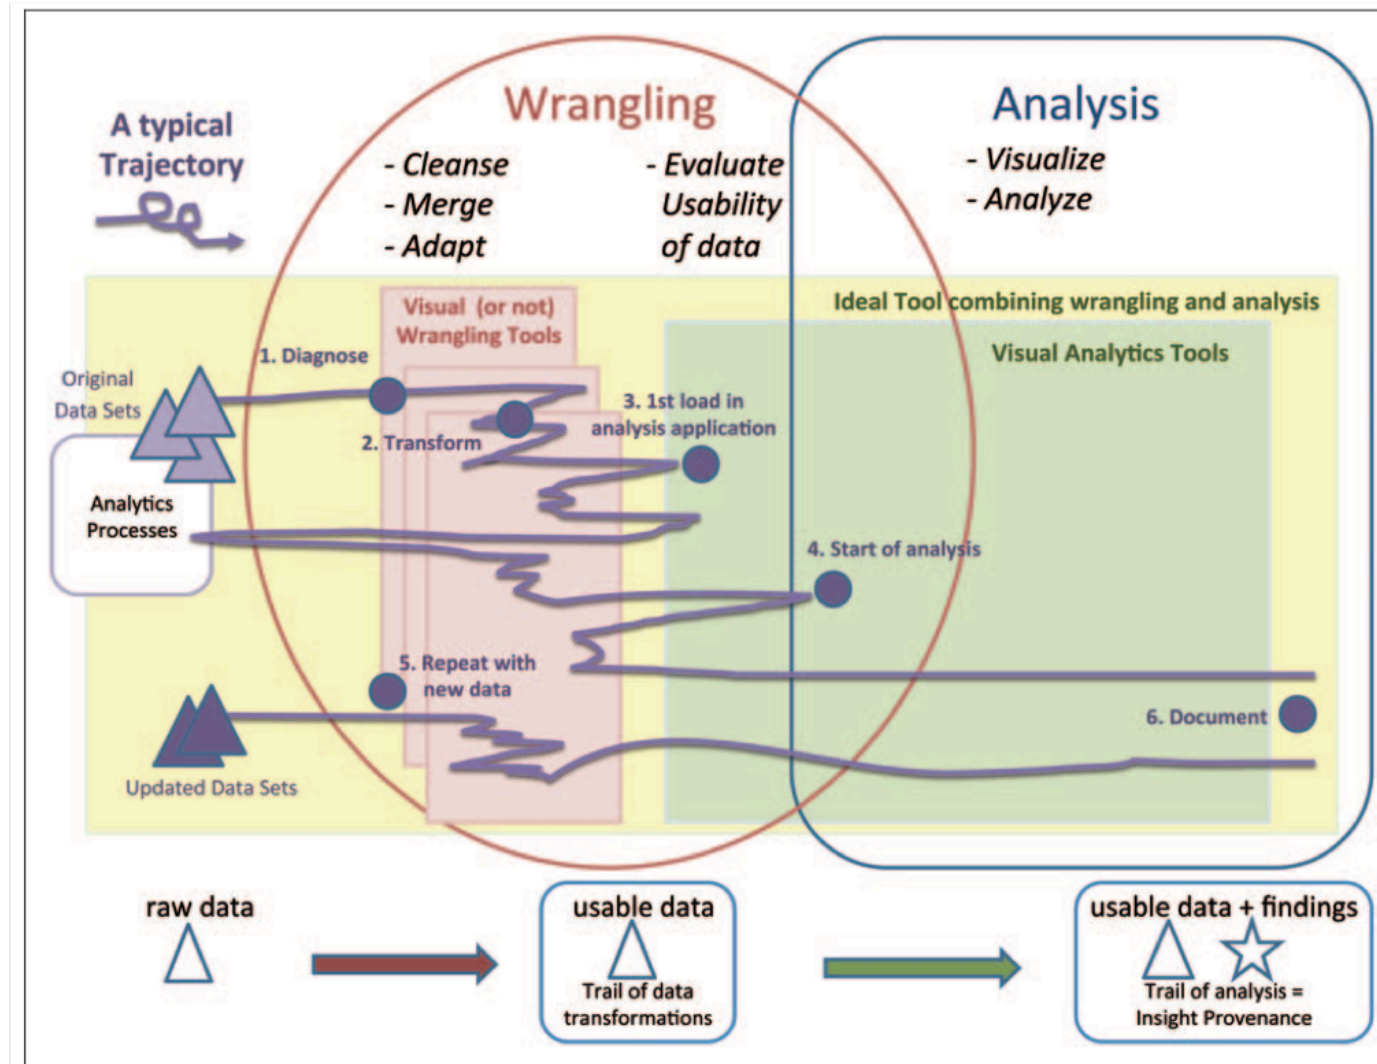 Wrangling
Analysis
A typical
Trajectory
- Cleanse
- Merge
- Adapt
- Evaluate
Usability
of data
- Visualize
- Analyze
Visual (or not)
Wrangling Tools
Ideal Tool combining wrangling and analysis
Visual Analytics Tools
1. Diagnose
Original
Data Sets
2. Transform
3. 1st load in
analysis application
Analytics
Processes
4. Start of analysis
5. Repeat with
new data
6. Document
Updated Data Sets
raw data
usable data
Trail of data
transformations
usable data + findings
Trail of analysis =
Insight Provenance